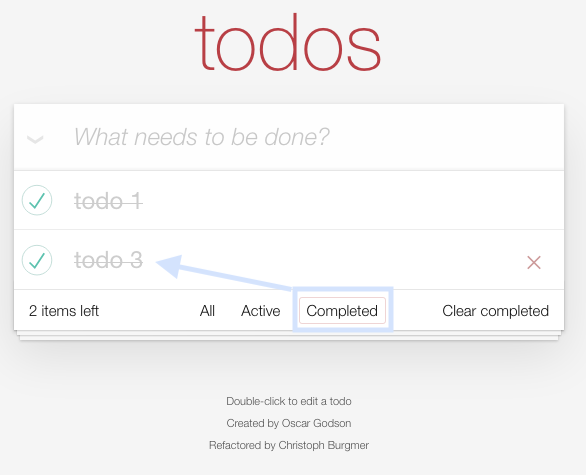 todos
What needs to be done?
todo 1
todo 3
2 items left All Active Completed Clear completed
Double-click to edit a todo
Created by Oscar Godson
Refactored by Christoph Burgmer